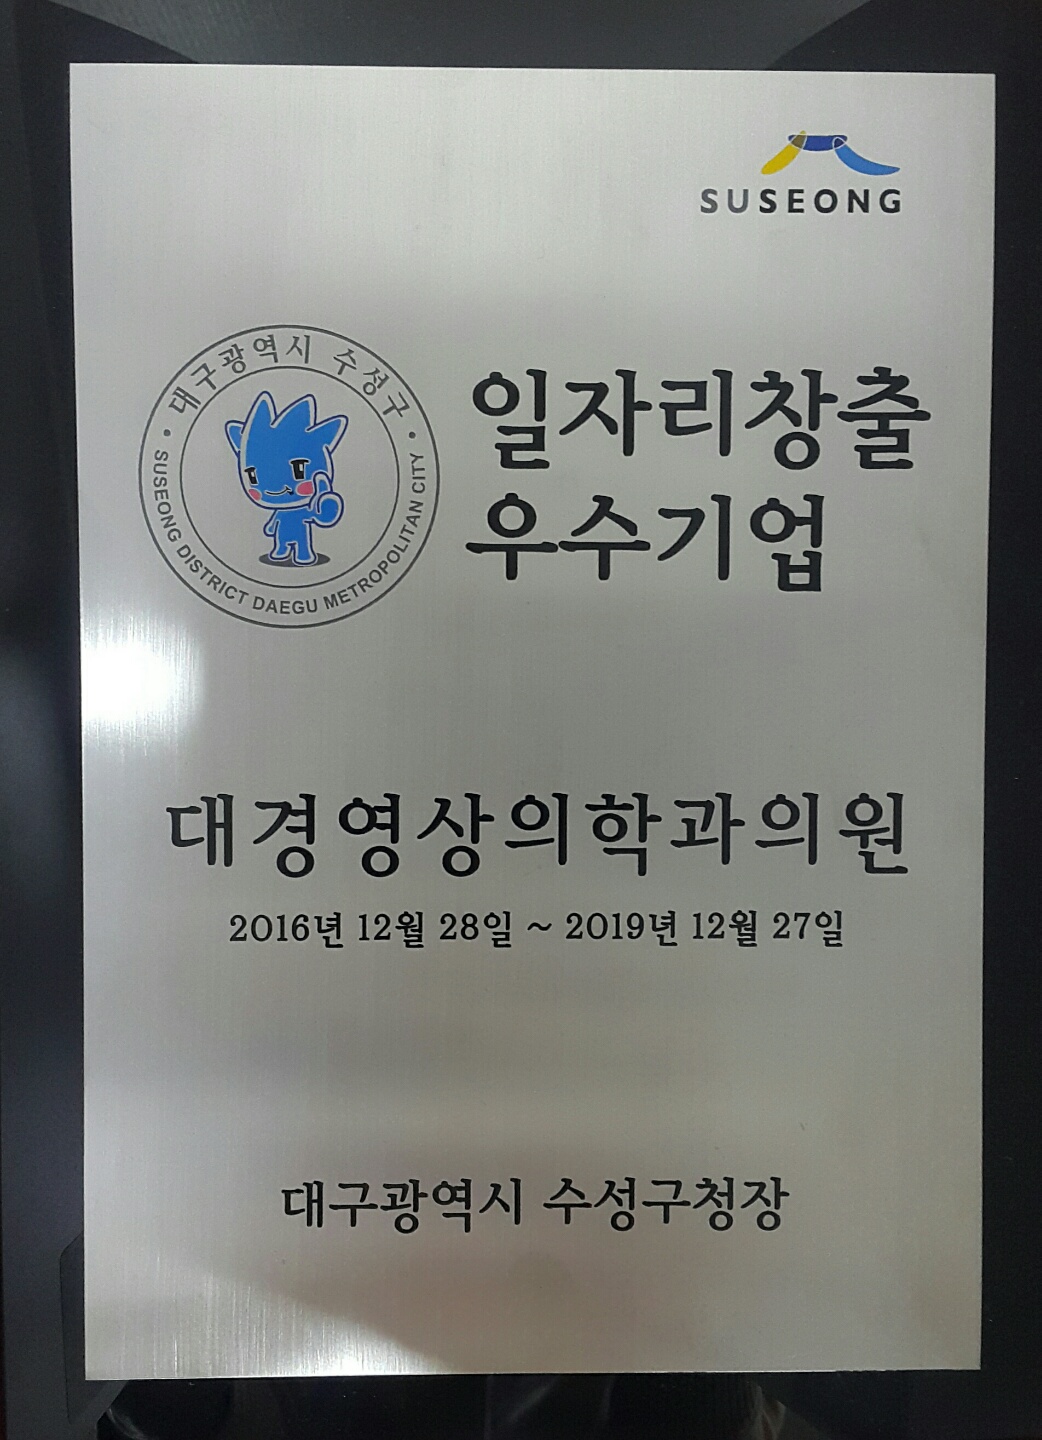 SUSEONG
대구광역시 수성구
SUSEONG DISTRICT DAEGU METROPOLITAN CITY
일자리창출
우수기업
대경영상의학과의원
2016년 12월 28일 ~ 2019년 12월 27일
대구광역시 수성구청장